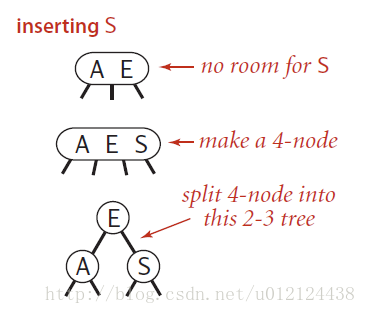 inserting S
A E
no room for S
A E S
make a 4-node
split 4-node into
this 2-3 tree
E
A
S
http://blog.csdn.net/u012124438